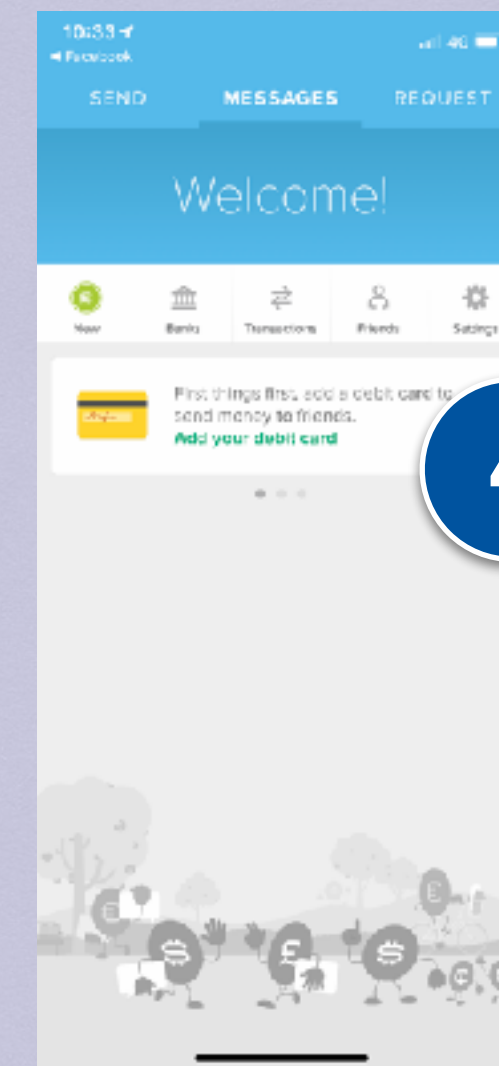 10:33
Facebook
4G
SEND MESSAGES REQUEST
Welcome!
New Banks Transactions Friends Settings
First things first, add a debit card to
send money to friends.
Add your debit card
$ £ $